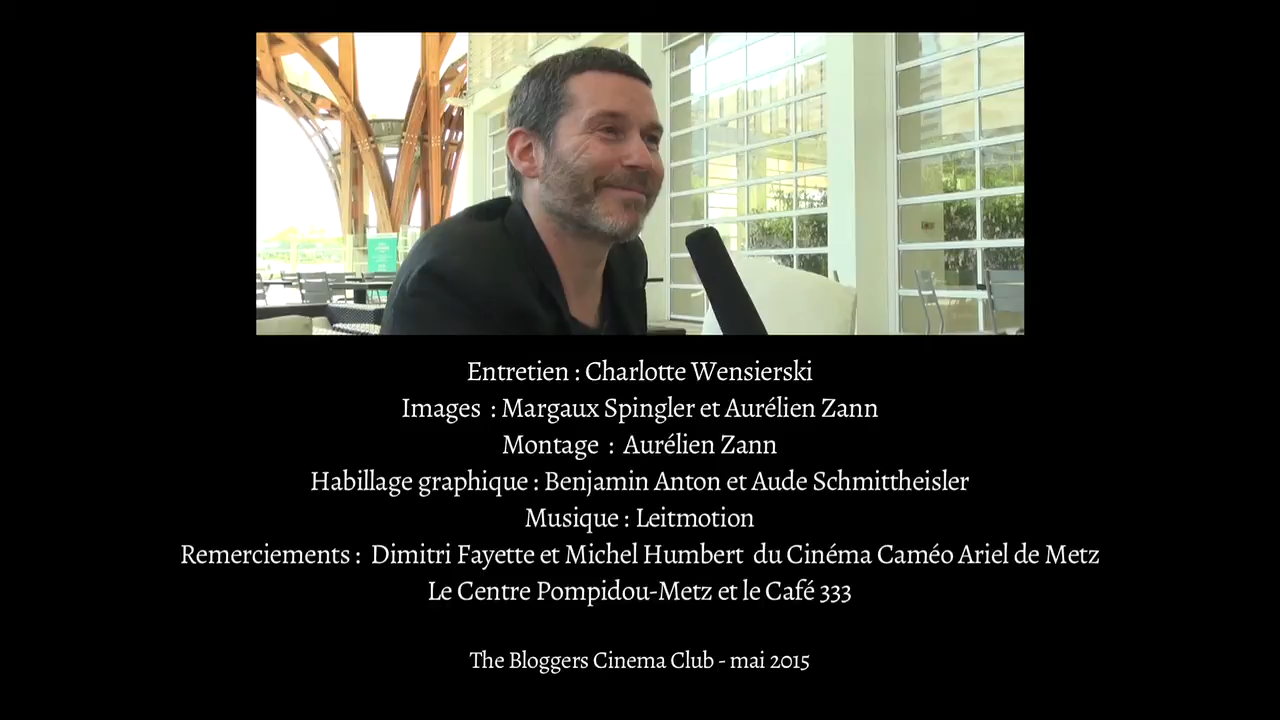 Entretien : Charlotte Wensierski
Images : Margaux Spingler et Aurélien Zann
Montage : Aurélien Zann
Habillage graphique : Benjamin Anton et Aude Schmittheisler
Musique : Leitmotion
Remerciements : Dimitri Fayette et Michel Humbert du Cinéma Caméo Ariel de Metz
Le Centre Pompidou-Metz et le Café 333
The Bloggers Cinema Club - mai 2015